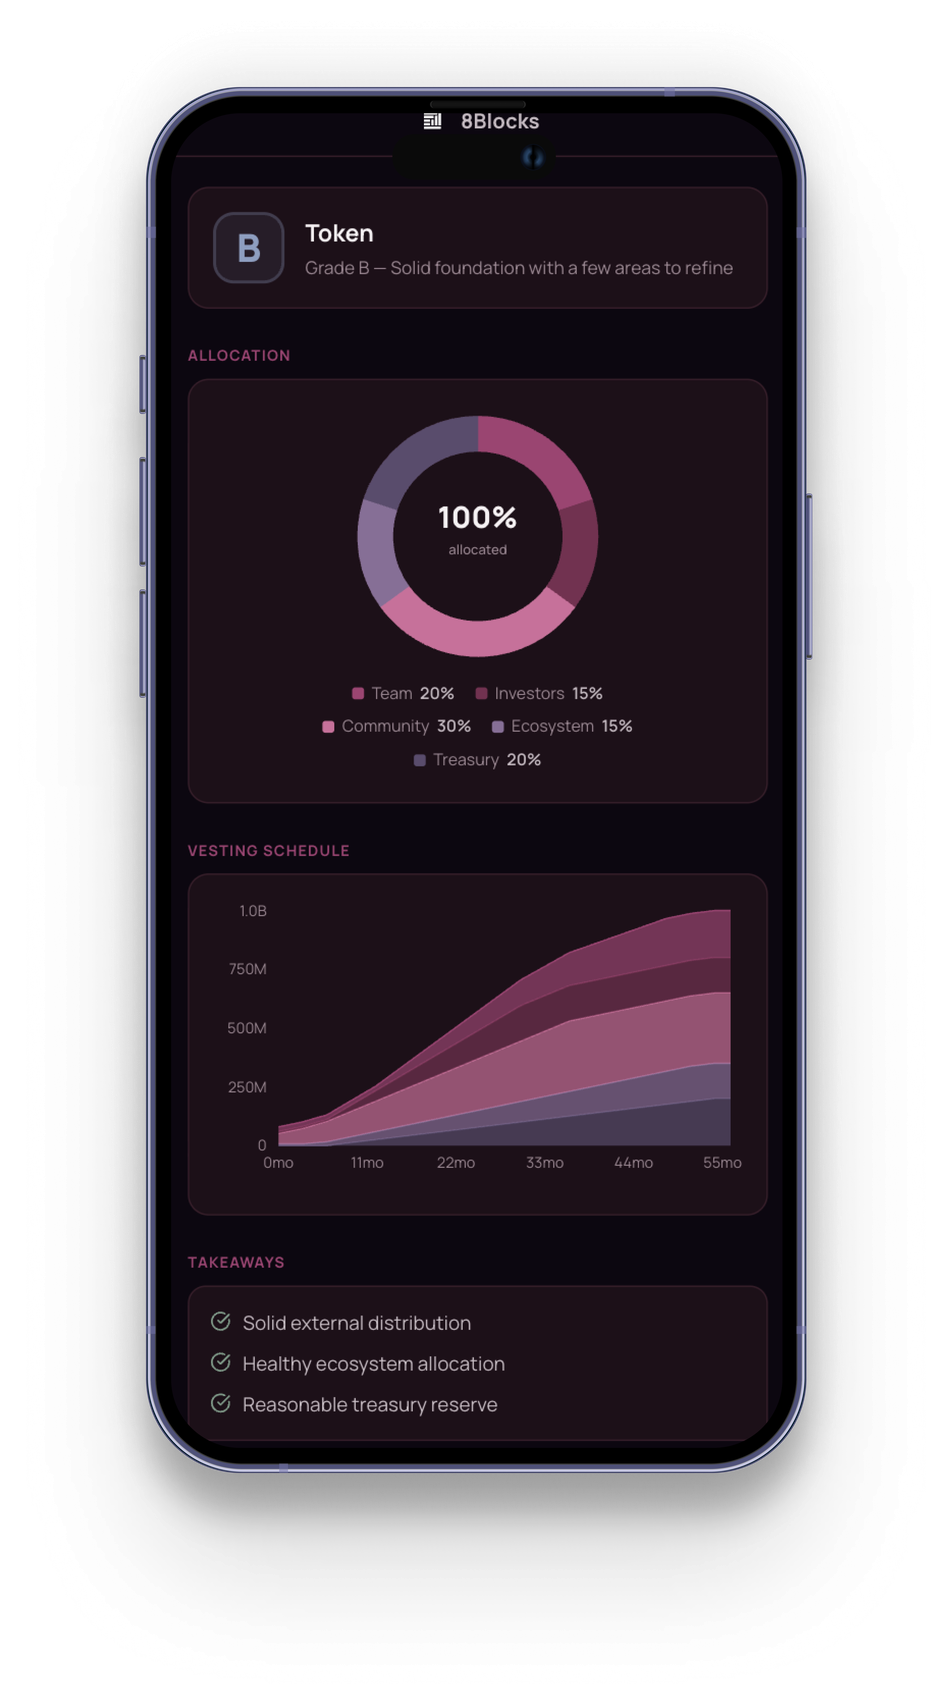 8Blocks
B
Token
Grade B — Solid foundation with a few areas to refine
ALLOCATION
100%
allocated
Team 20% Investors 15%
Community 30% Ecosystem 15%
Treasury 20%
VESTING SCHEDULE
1.0B
750M
500M
250M
0
0mo 11mo 22mo 33mo 44mo 55mo
TAKEAWAYS
Solid external distribution
Healthy ecosystem allocation
Reasonable treasury reserve